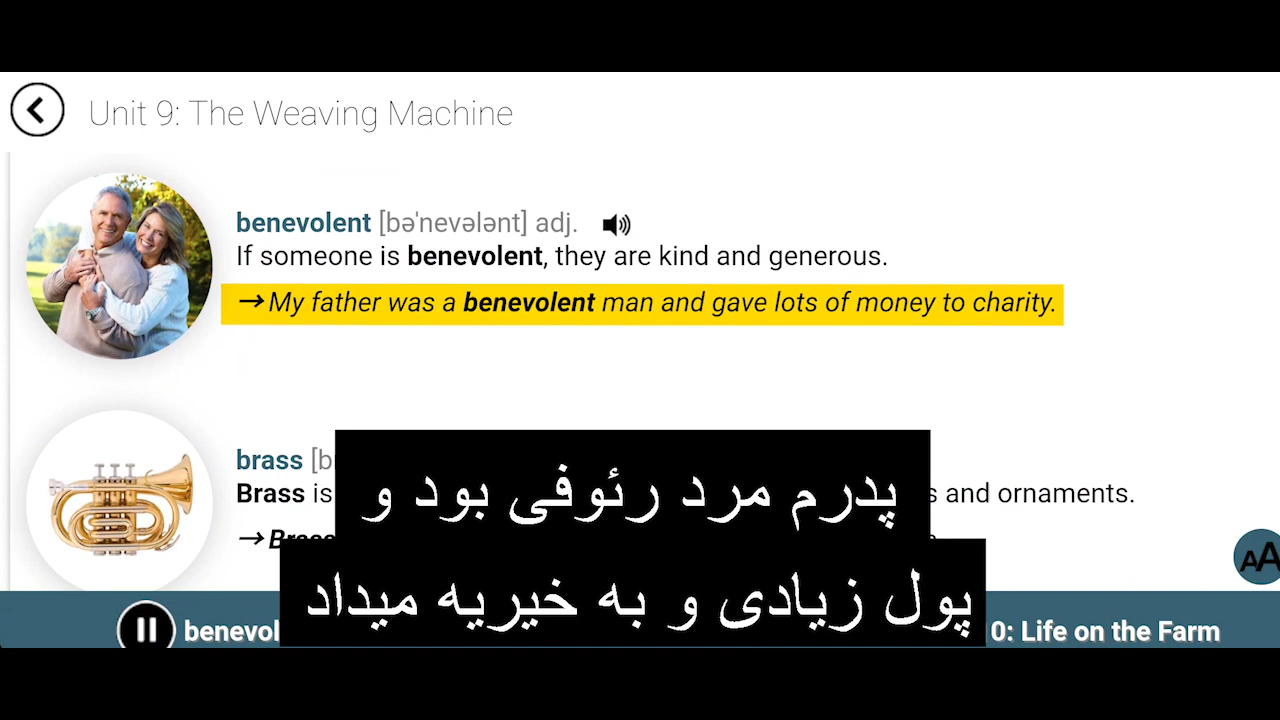 Unit 9: The Weaving Machine
benevolent [bəˈnevələnt] adj.
If someone is benevolent, they are kind and generous.
→ My father was a benevolent man and gave lots of money to charity.
brass [b
Brass is s and ornaments.
→ Brass
پدرم مرد رئوفی بود و
پول زیادی و به خیریه میداد
benevol 0: Life on the Farm
AA